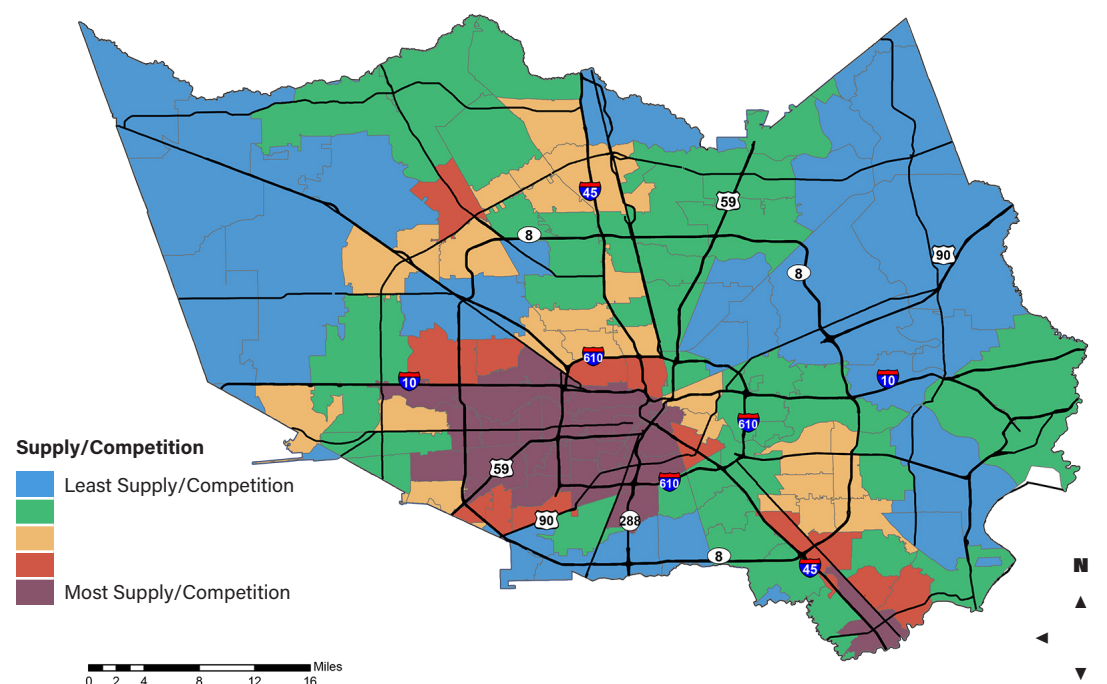 45
59
8
90
8
610
10
10
610
Supply/Competition
59
Least Supply/Competition
610
90
288
8
45
N
Most Supply/Competition
Miles
0 2 4 8 12 16